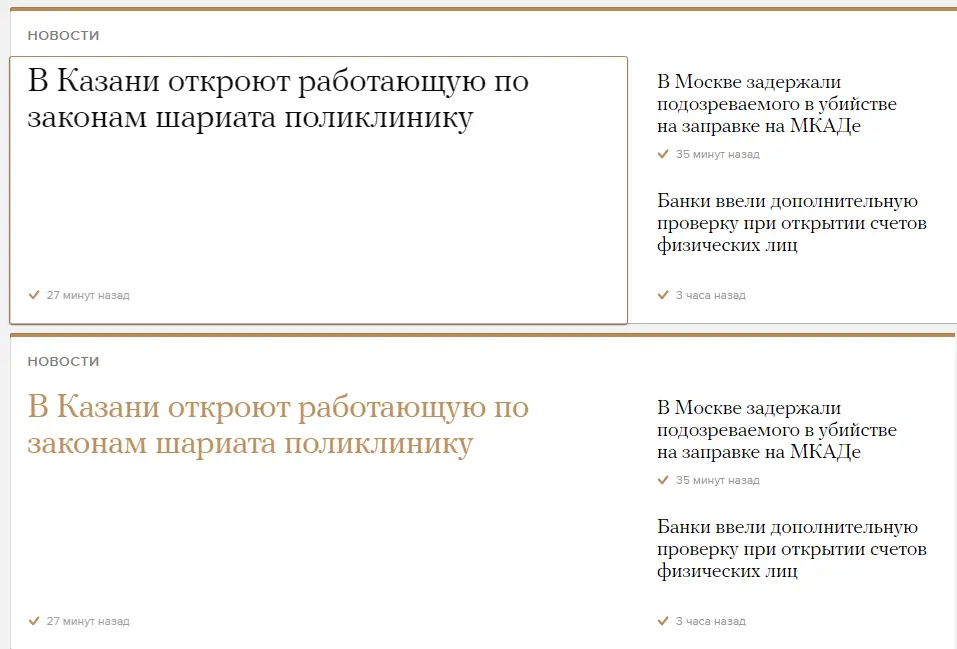 НОВОСТИ
В Казани откроют работающую по
законам шариата поликлинику
27 минут назад
В Москве задержали
подозреваемого в убийстве
на заправке на МКАДе
35 минут назад
Банки ввели дополнительную
проверку при открытии счетов
физических лиц
3 часа назад
НОВОСТИ
В Казани откроют работающую по
законам шариата поликлинику
27 минут назад
В Москве задержали
подозреваемого в убийстве
на заправке на МКАДе
35 минут назад
Банки ввели дополнительную
проверку при открытии счетов
физических лиц
3 часа назад